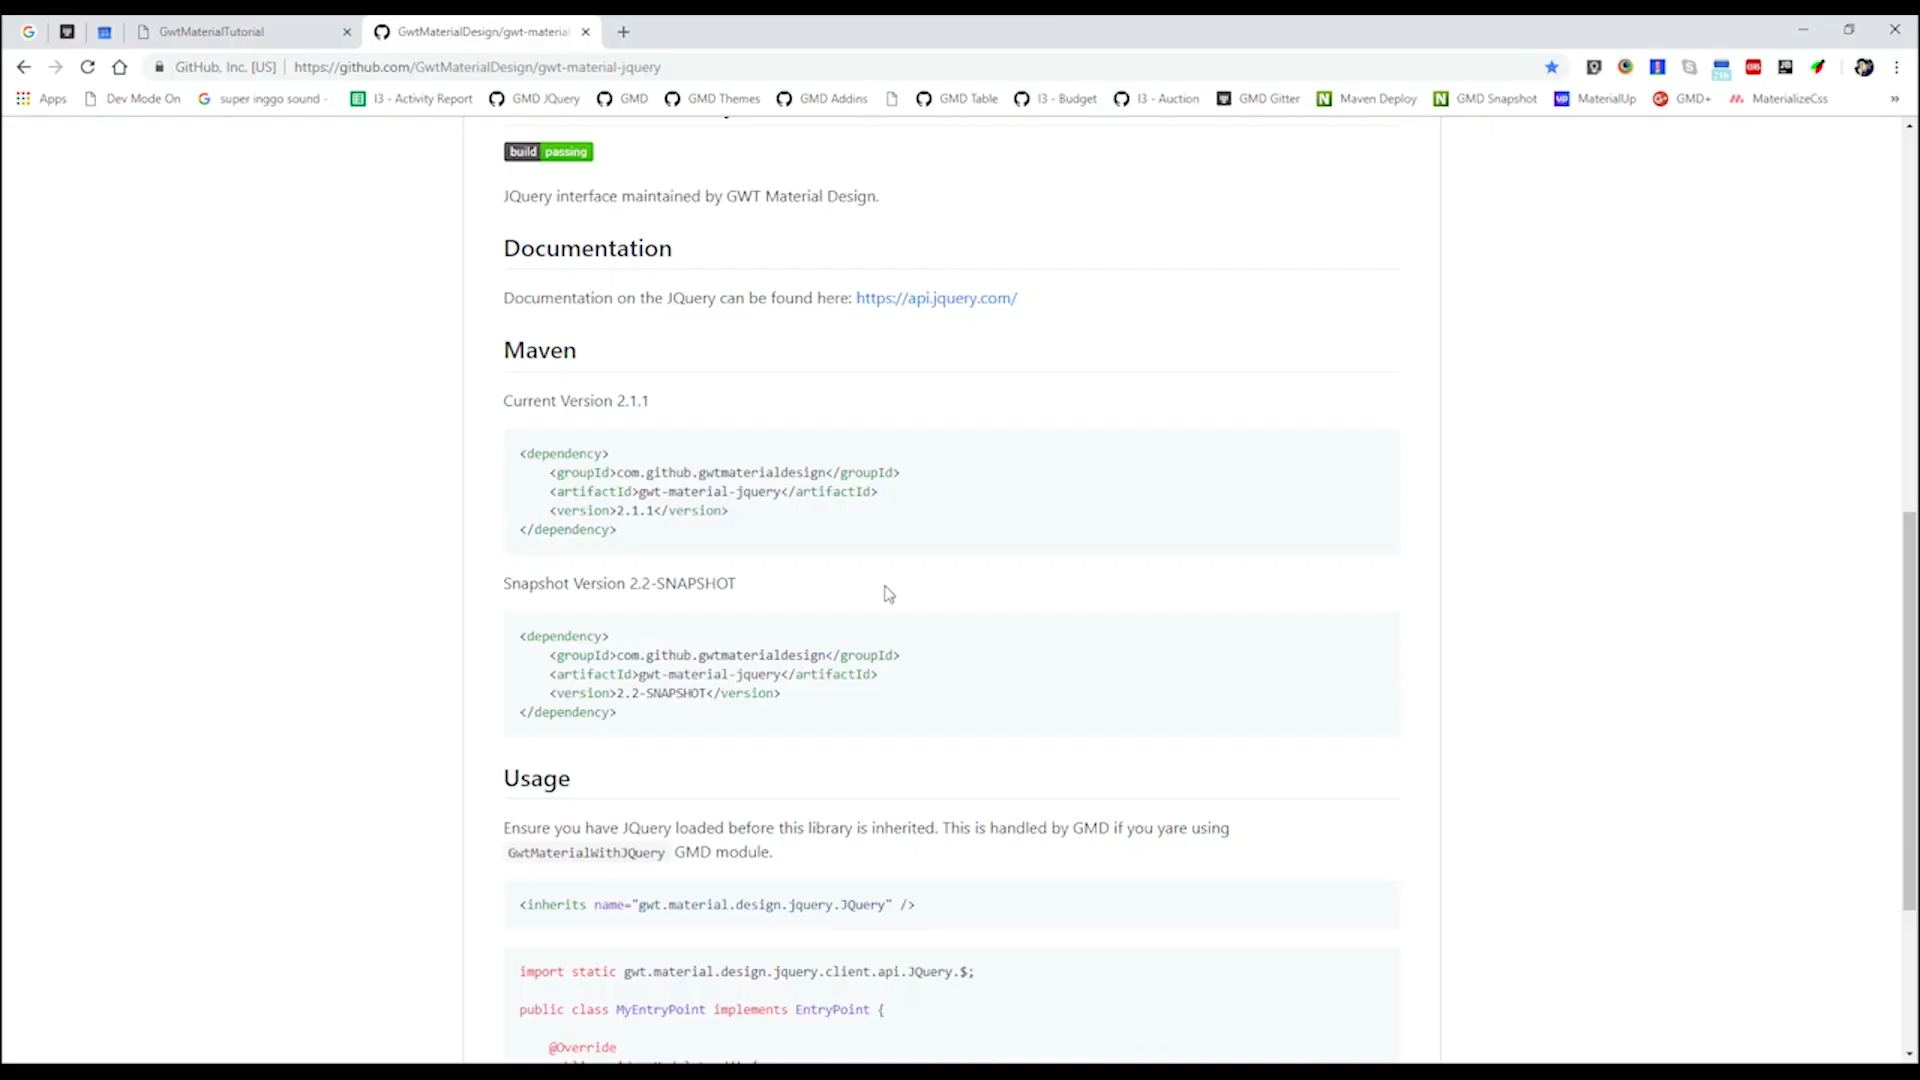 GwtMaterialTutorial
GwtMaterialDesign/gwt-material
GitHub, Inc. [US] https://github.com/GwtMaterialDesign/gwt-material-jquery
Apps Dev Mode On super inggo sound - I3 - Activity Report GMD JQuery GMD GMD Themes GMD Addins GMD Table I3 - Budget I3 - Auction GMD Gitter Maven Deploy GMD Snapshot MaterialUp GMD+ MaterializeCss »
build passing
JQuery interface maintained by GWT Material Design.
Documentation
Documentation on the JQuery can be found here: https://api.jquery.com/
Maven
Current Version 2.1.1
<dependency>
<groupId>com.github.gwtmaterialdesign</groupId>
<artifactId>gwt-material-jquery</artifactId>
<version>2.1.1</version>
</dependency>
Snapshot Version 2.2-SNAPSHOT
<dependency>
<groupId>com.github.gwtmaterialdesign</groupId>
<artifactId>gwt-material-jquery</artifactId>
<version>2.2-SNAPSHOT</version>
</dependency>
Usage
Ensure you have JQuery loaded before this library is inherited. This is handled by GMD if you yare using
GwtMaterialWithJQuery GMD module.
<inherits name="gwt.material.design.jquery.JQuery" />
import static gwt.material.design.jquery.client.api.JQuery.$;
public class MyEntryPoint implements EntryPoint {
@Override